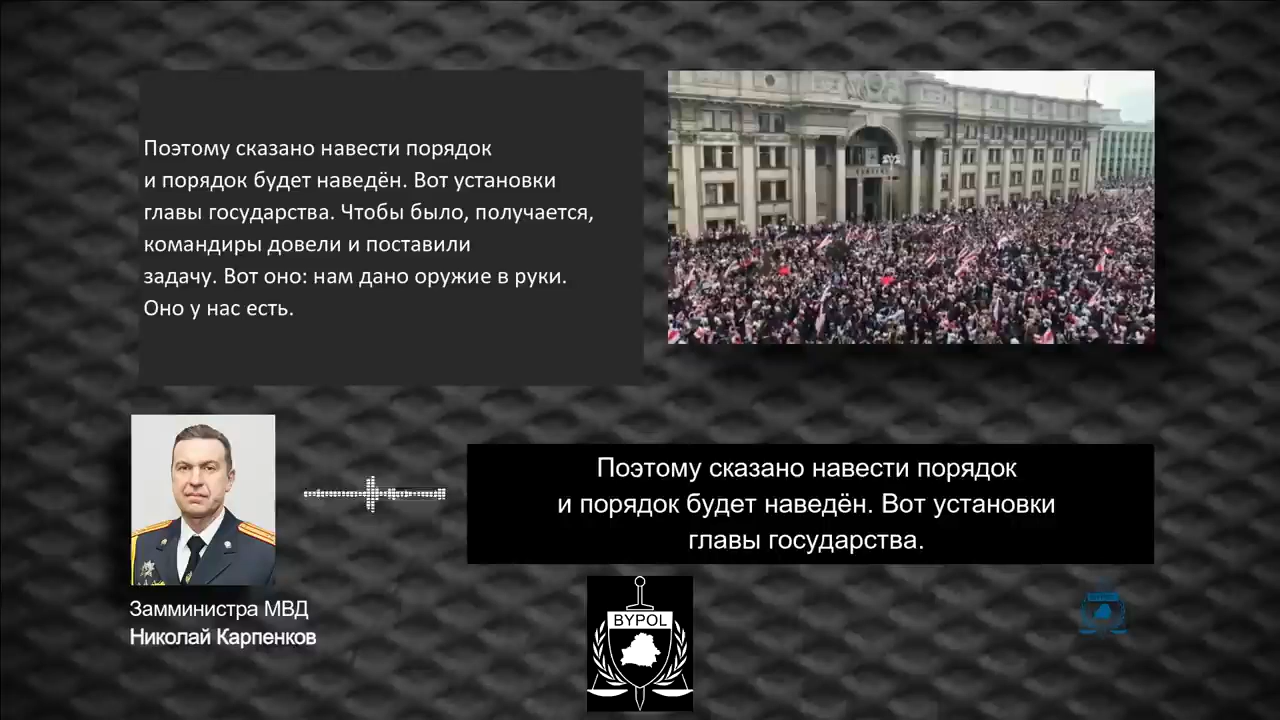 Поэтому сказано навести порядок
и порядок будет наведён. Вот установки
главы государства. Чтобы было, получается,
командиры довели и поставили
задачу. Вот оно: нам дано оружие в руки.
Оно у нас есть.
Поэтому сказано навести порядок
и порядок будет наведён. Вот установки
главы государства.
Замминистра МВД
Николай Карпенков
BYPOL
BYPOL